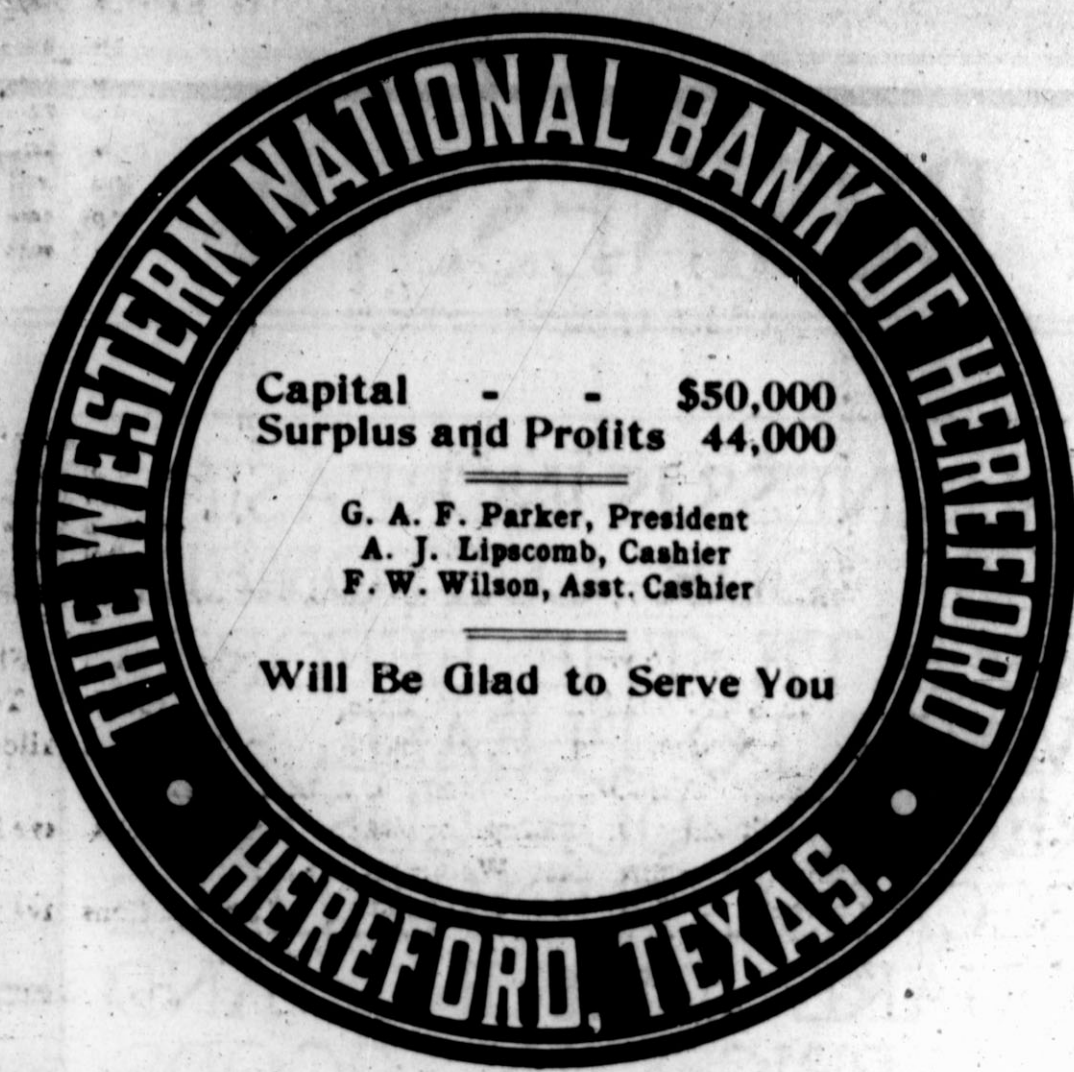 THE WESTERN NATIONAL BANK OF HEREFORD
Capital - - $50,000
Surplus and Profits 44,000
G. A. F. Parker, President
A. J. Lipscomb, Cashier
F. W. Wilson, Asst. Cashier
Will Be Glad to Serve You
HEREFORD, TEXAS.